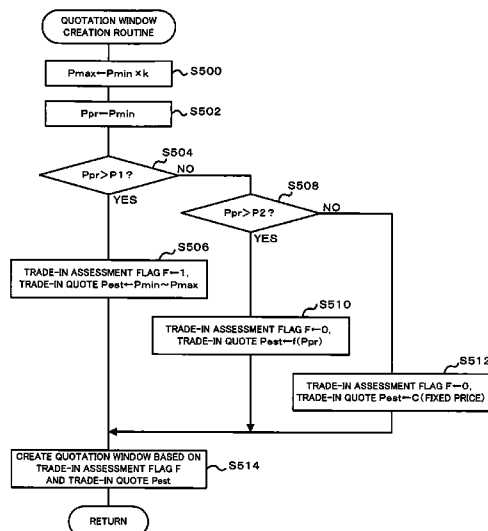 QUOTATION WINDOW
CREATION ROUTINE
Pmax←Pmin×k
S500
Ppr←Pmin
S502
Ppr>P1?
S504
NO
YES
Ppr>P2?
S508
NO
YES
S506
TRADE-IN ASSESSMENT FLAG F←1,
TRADE-IN QUOTE Pest←Pmin~Pmax
S510
TRADE-IN ASSESSMENT FLAG F←0,
TRADE-IN QUOTE Pest←f(Ppr)
S512
TRADE-IN ASSESSMENT FLAG F←0,
TRADE-IN QUOTE Pest←C(FIXED PRICE)
CREATE QUOTATION WINDOW BASED ON
TRADE-IN ASSESSMENT FLAG F
AND TRADE-IN QUOTE Pest
S514
RETURN